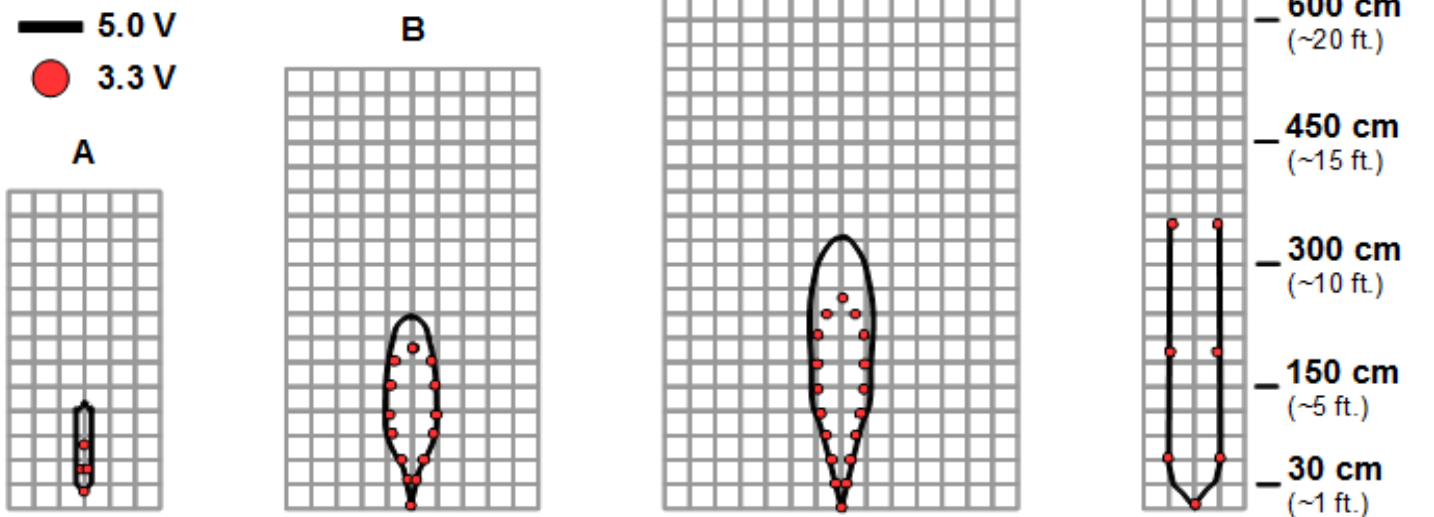 5.0 V
3.3 V
A
B
600 cm
(~20 ft.)
450 cm
(~15 ft.)
300 cm
(~10 ft.)
150 cm
(~5 ft.)
30 cm
(~1 ft.)